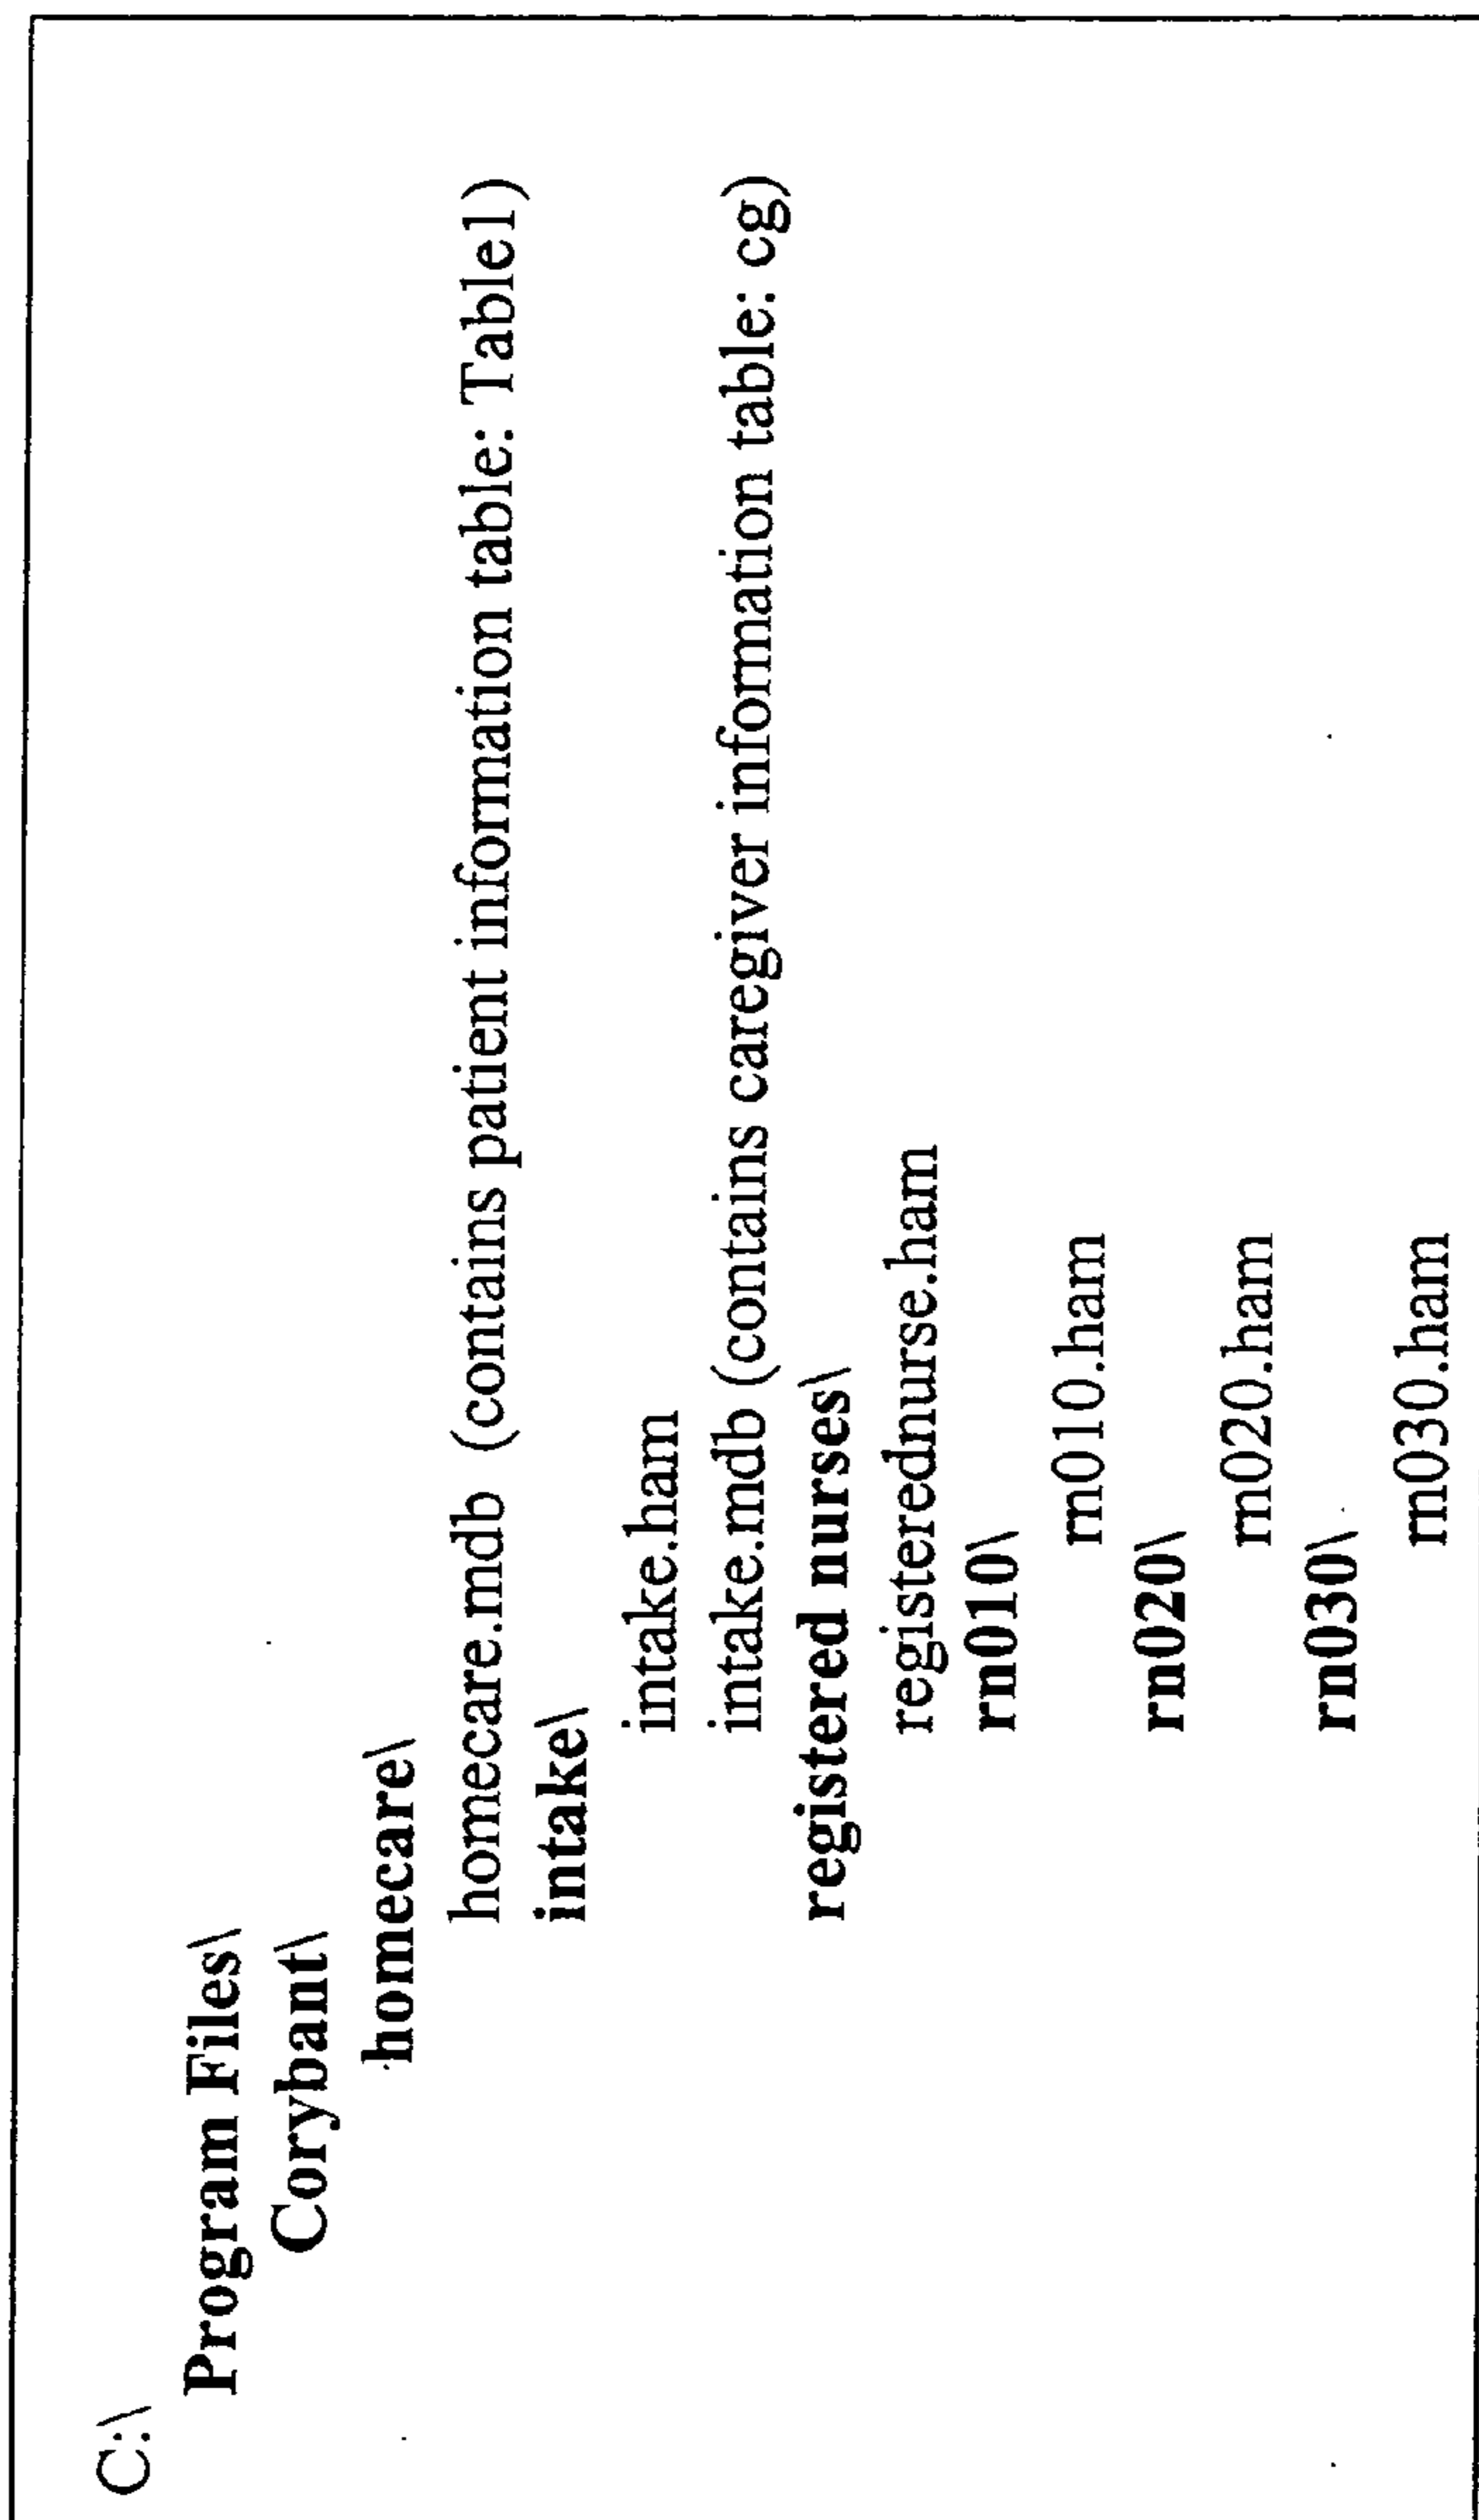 C:\
Program Files\
Corybant\
homecare\
homecare.mdb (contains patient information table: Table1)
intake\
intake.ham
intake.mdb (contains caregiver information table: cg)
registered nurses\
registerednurse.ham
rn010\
rn010.ham
rn020\
rn020.ham
rn030\
rn030.ham